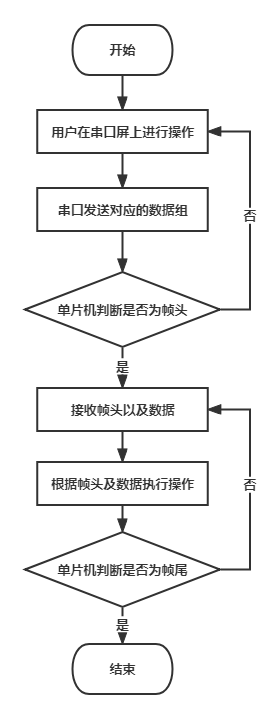 开始
用户在串口屏上进行操作
串口发送对应的数据组
单片机判断是否为帧头
否
是
接收帧头以及数据
根据帧头及数据执行操作
单片机判断是否为帧尾
否
是
结束